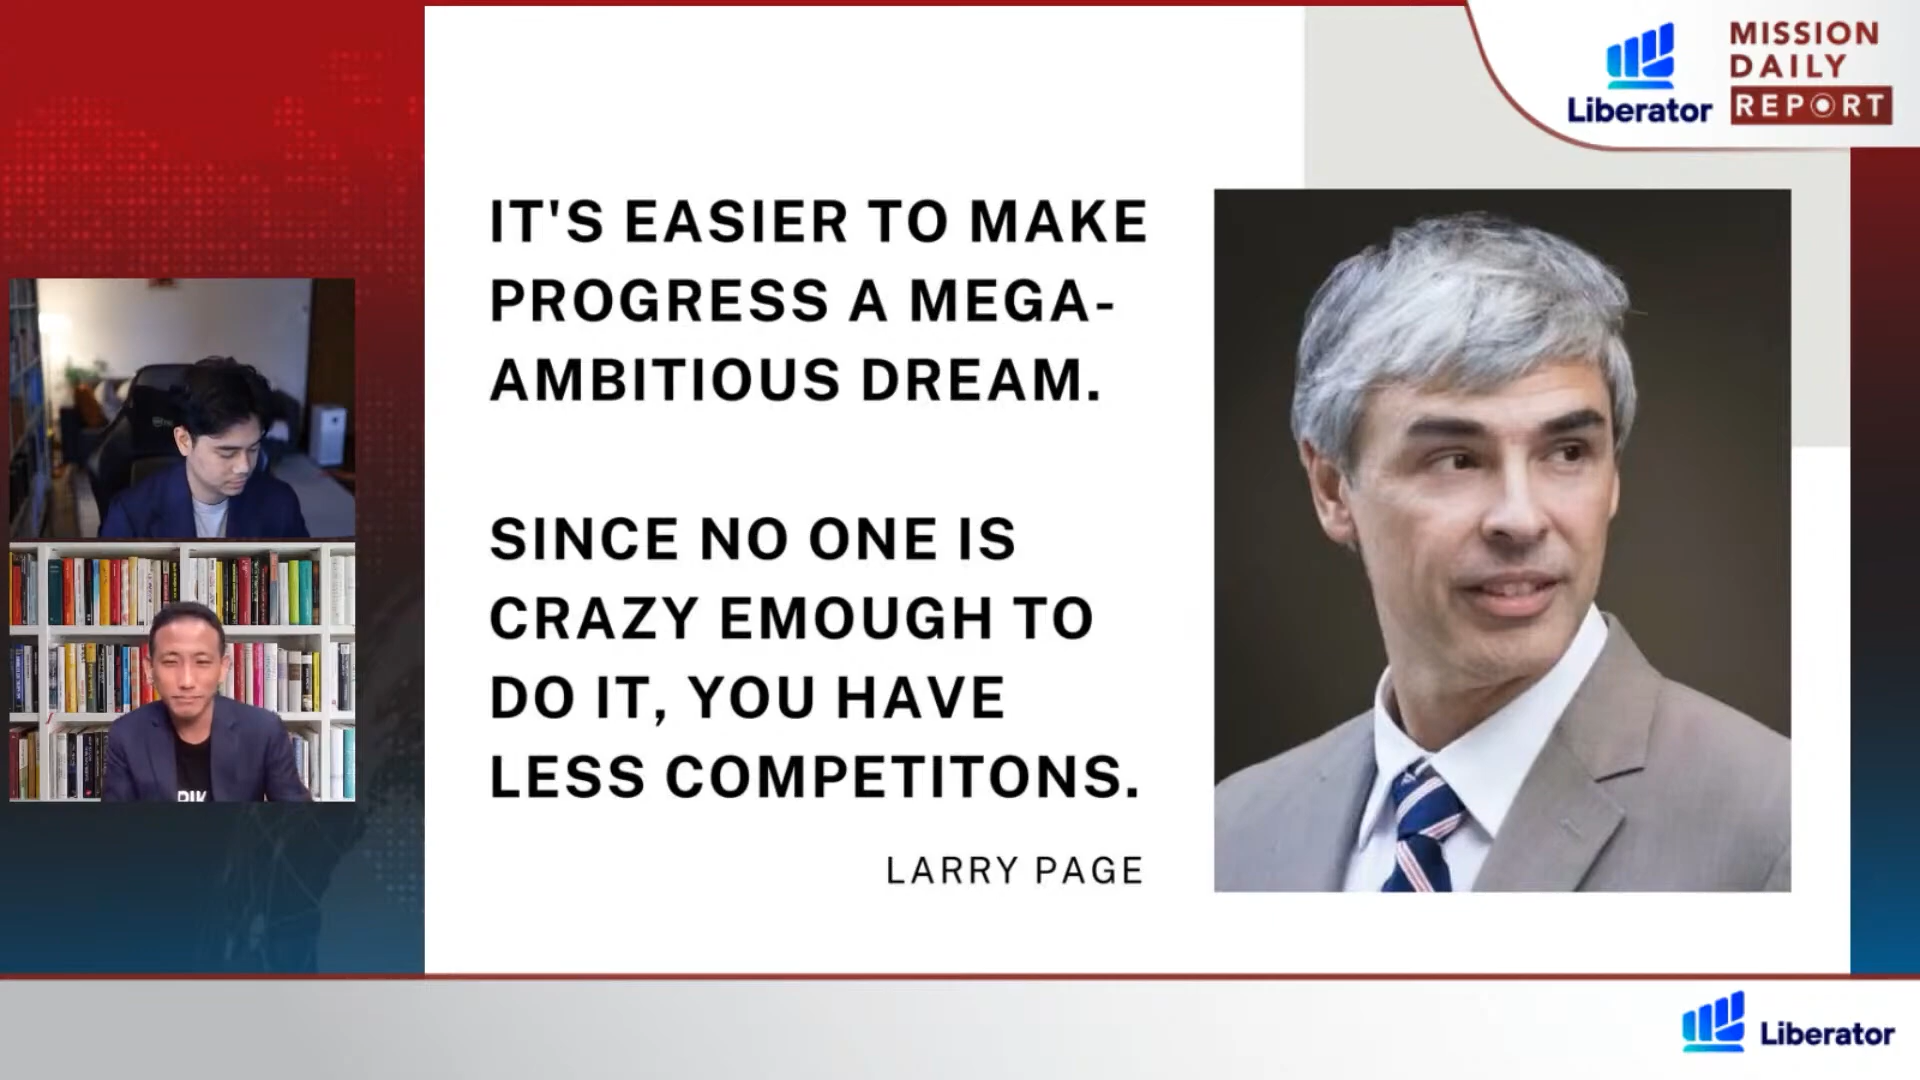 Liberator
MISSION
DAILY
REPORT
IT'S EASIER TO MAKE
PROGRESS A MEGA-
AMBITIOUS DREAM.
SINCE NO ONE IS
CRAZY EMOUGH TO
DO IT, YOU HAVE
LESS COMPETITONS.
LARRY PAGE
Liberator